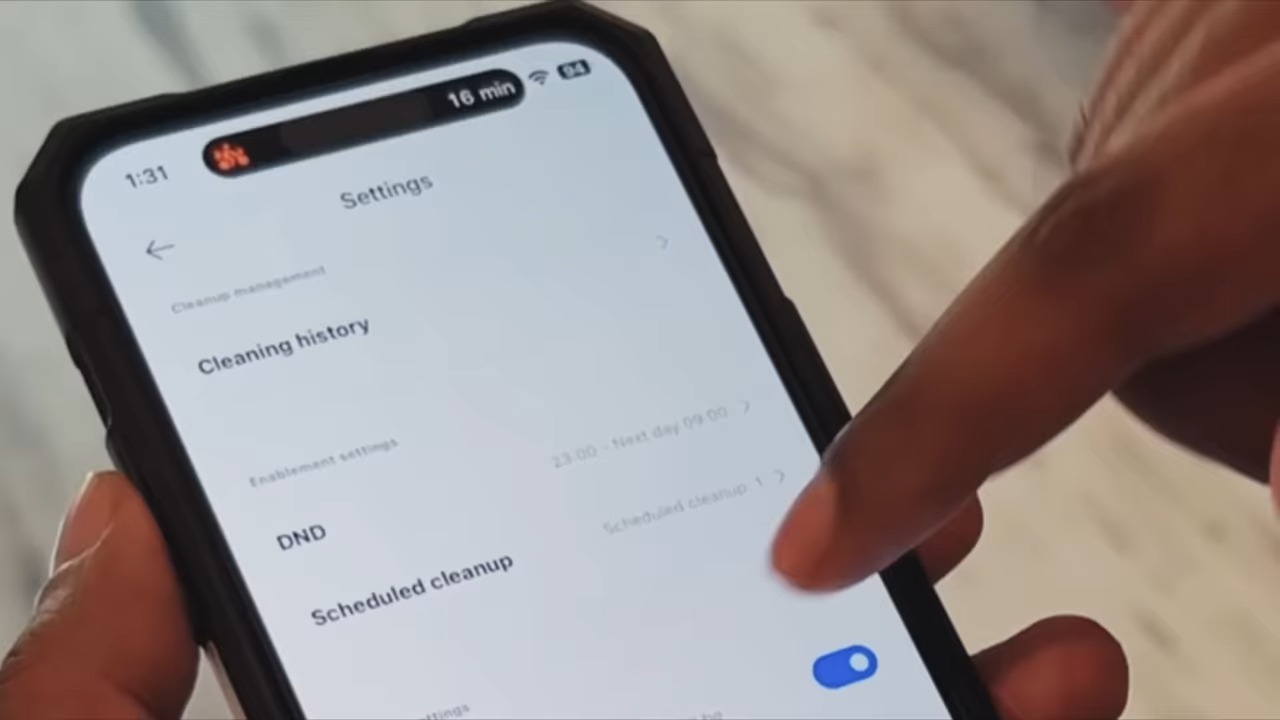 1:31
16 min
94
Settings
Cleanup management
Cleaning history
Enablement settings
DND
23:00 - Next day 09:00
Scheduled cleanup
Scheduled cleanup: 1